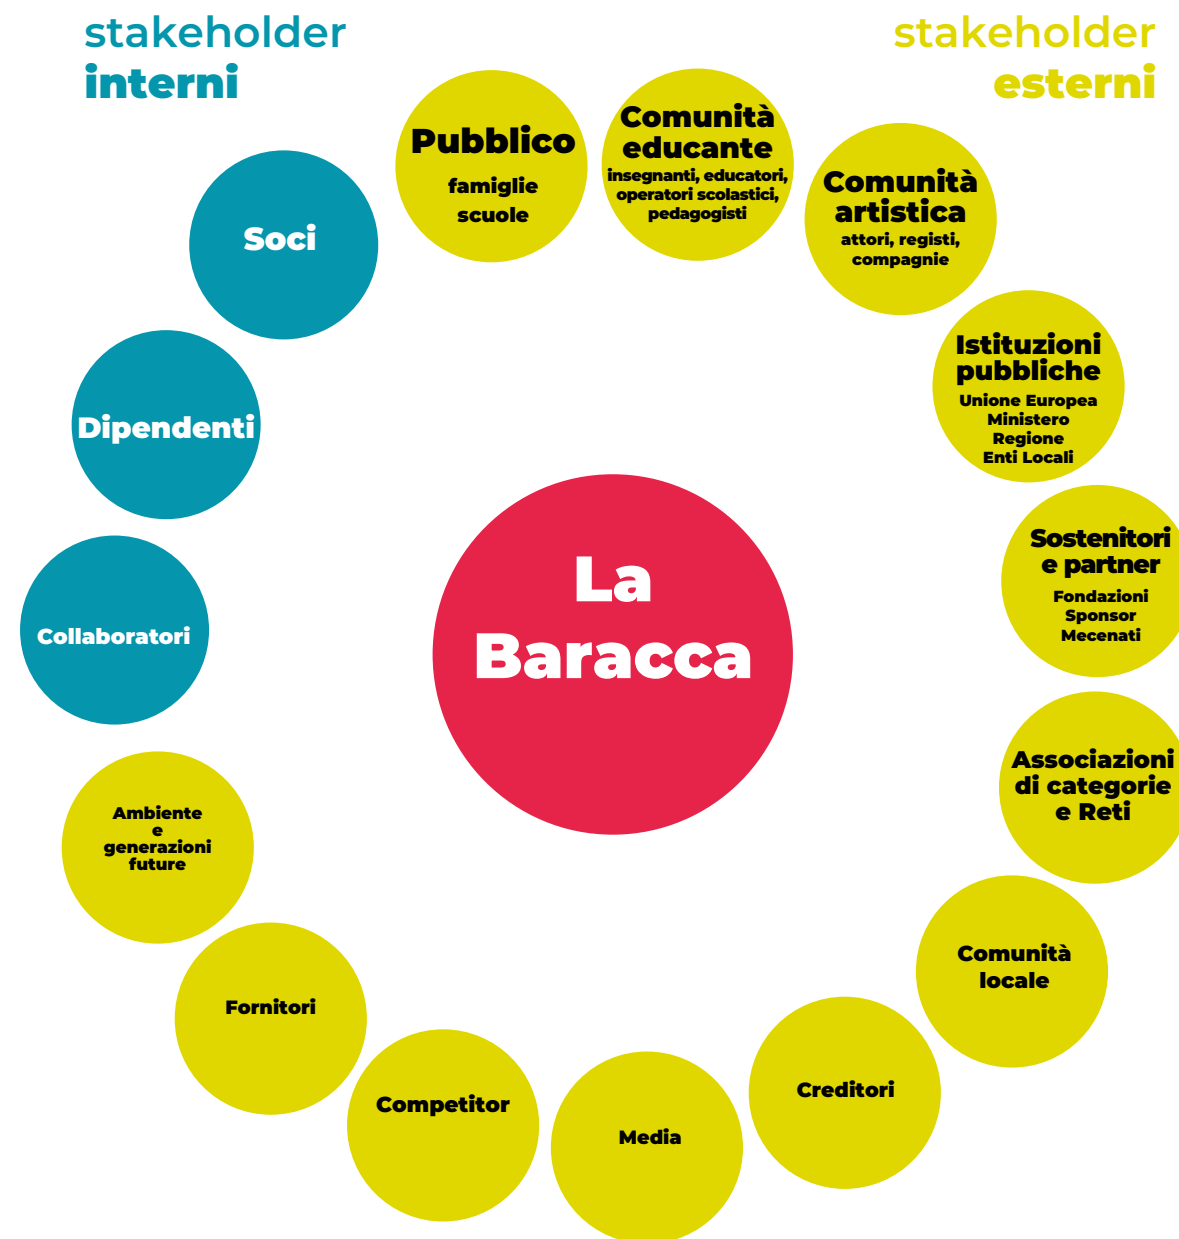 stakeholder
interni
stakeholder
esterni
Pubblico
famiglie
scuole
Comunità
educante
insegnanti, educatori,
operatori scolastici,
pedagogisti
Comunità
artistica
attori, registi,
compagnie
Istituzioni
pubbliche
Unione Europea
Ministero
Regione
Enti Locali
Sostenitori
e partner
Fondazioni
Sponsor
Mecenati
Associazioni
di categorie
e Reti
Comunità
locale
Creditori
Media
Competitor
Fornitori
Ambiente
e
generazioni
future
Collaboratori
Dipendenti
Soci
La
Baracca